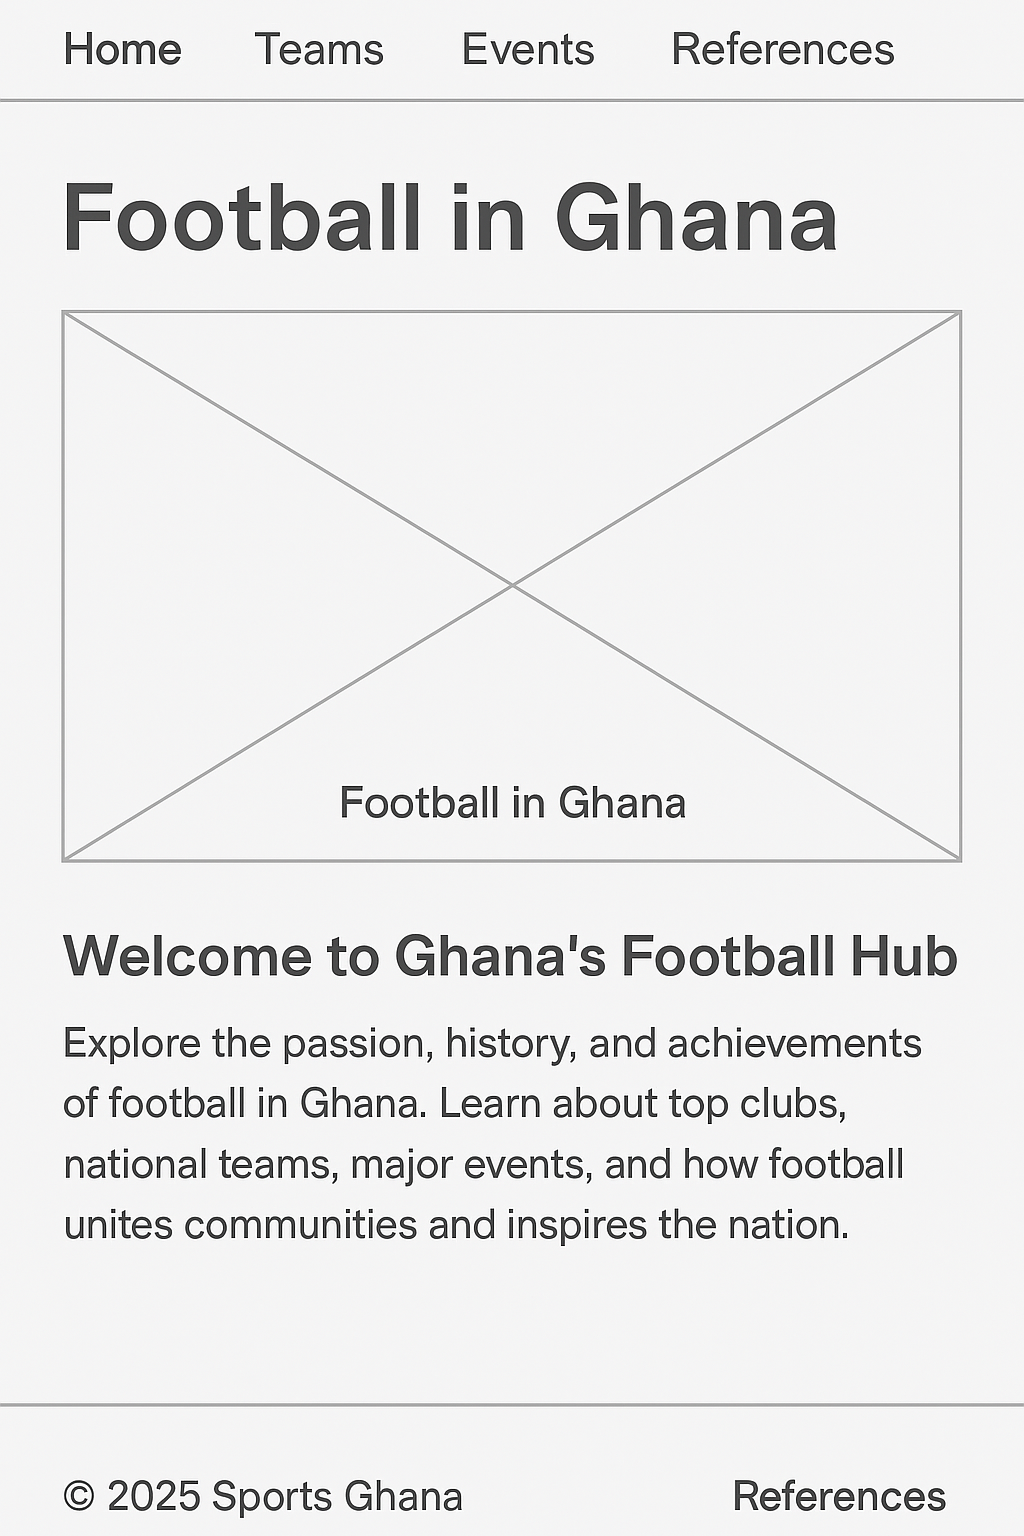 Home Teams Events References
Football in Ghana
Football in Ghana
Welcome to Ghana's Football Hub
Explore the passion, history, and achievements
of football in Ghana. Learn about top clubs,
national teams, major events, and how football
unites communities and inspires the nation.
© 2025 Sports Ghana References